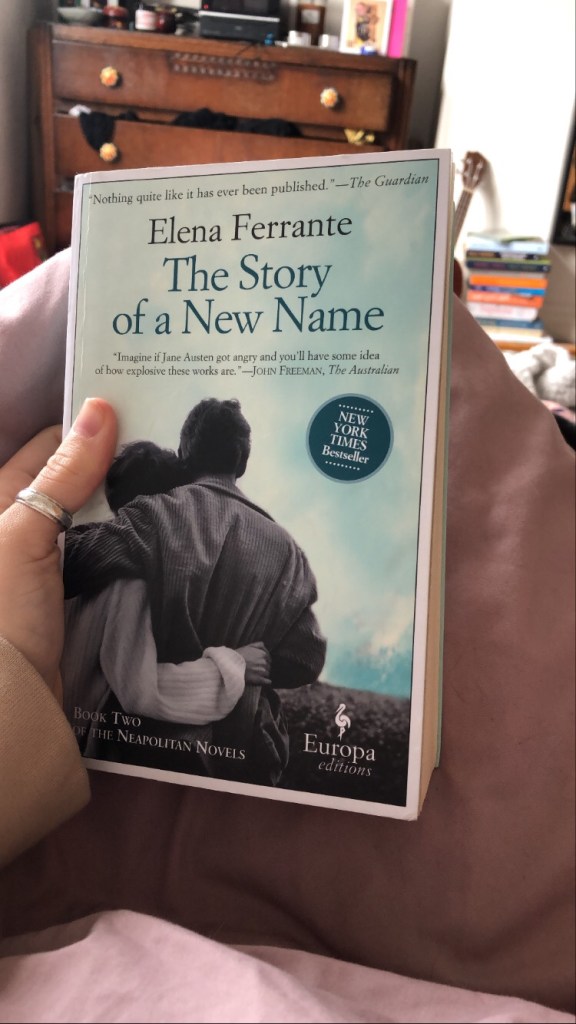 "Nothing quite like it has ever been published."—The Guardian
Elena Ferrante
The Story
of a New Name
"Imagine if Jane Austen got angry and you'll have some idea
of how explosive these works are."—JOHN FREEMAN, The Australian
NEW
YORK
TIMES
Bestseller
BOOK TWO
OF THE NEAPOLITAN NOVELS
Europa
editions